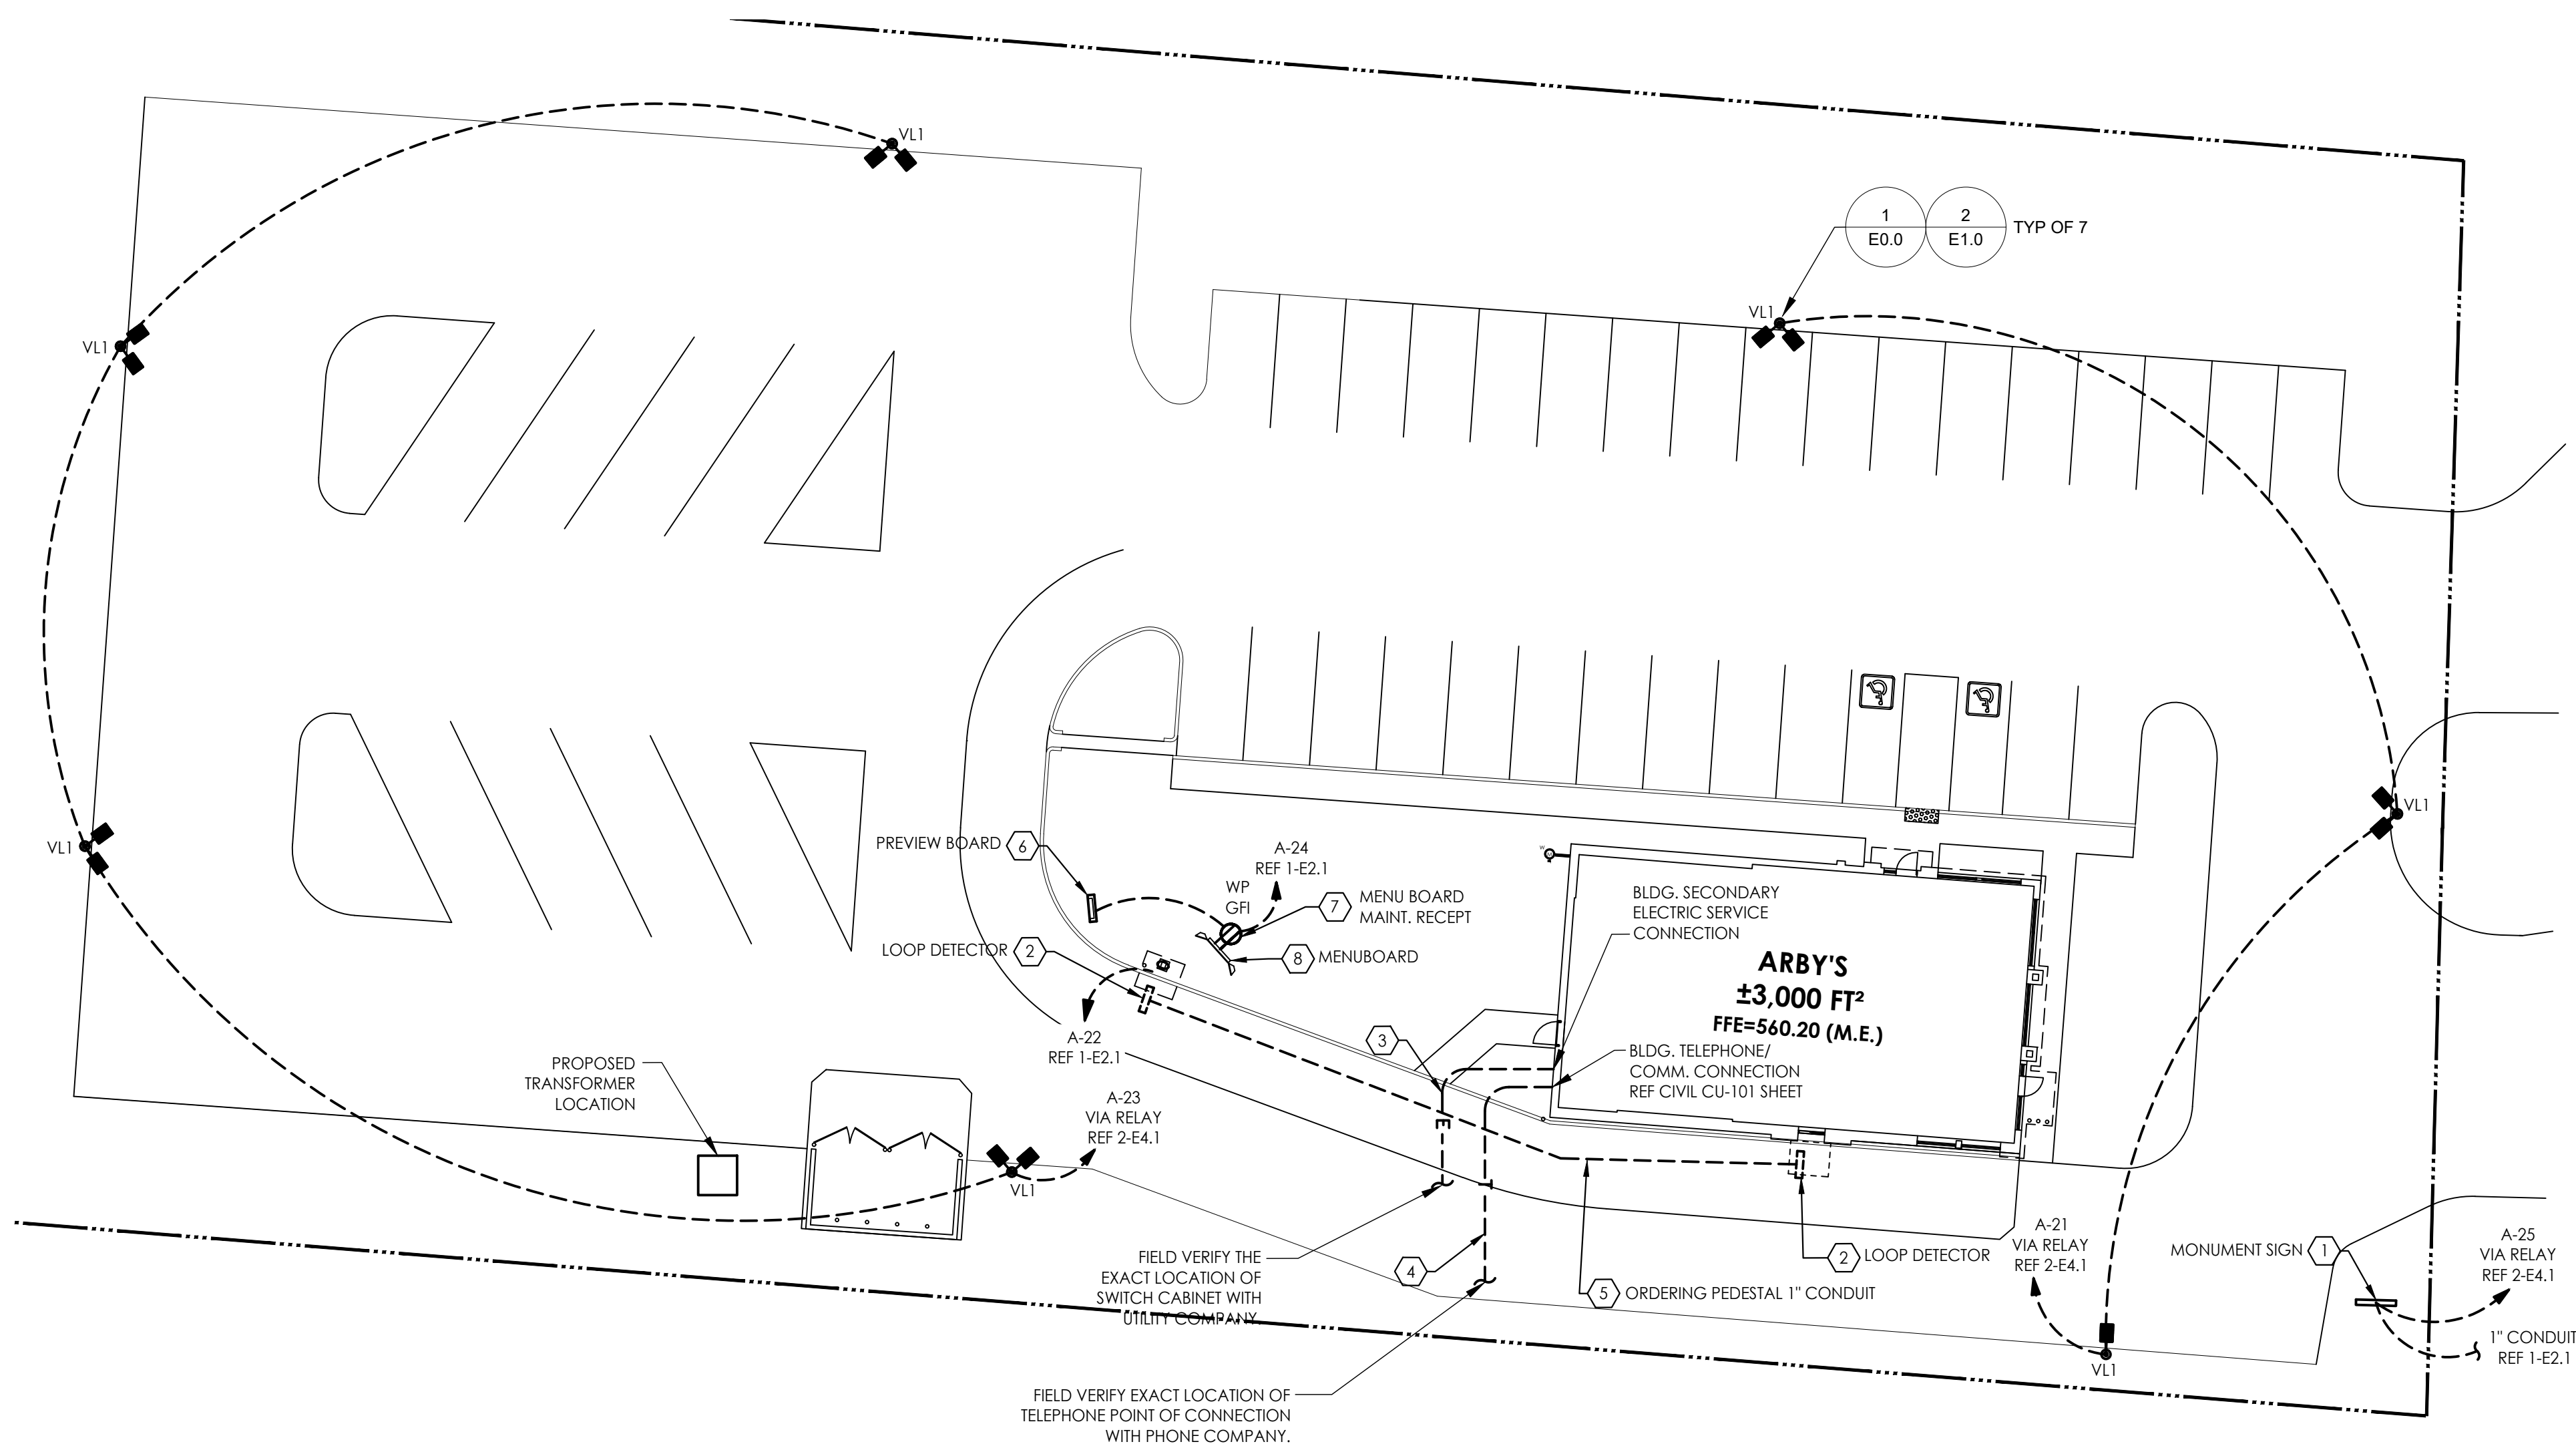 VL1
1
E0.0
2
E1.0
TYP OF 7
VL1
VL1
VL1
VL1
PREVIEW BOARD
6
A-24
REF 1-E2.1
WP
GFI
7
MENU BOARD
MAINT. RECEPT
BLDG. SECONDARY
ELECTRIC SERVICE
CONNECTION
LOOP DETECTOR
2
8
MENUBOARD
ARBY'S
±3,000 FT²
FFE=560.20 (M.E.)
A-22
REF 1-E2.1
3
BLDG. TELEPHONE/
COMM. CONNECTION
REF CIVIL CU-101 SHEET
PROPOSED
TRANSFORMER
LOCATION
A-23
VIA RELAY
REF 2-E4.1
VL1
FIELD VERIFY THE
EXACT LOCATION OF
SWITCH CABINET WITH
UTILITY COMPANY.
4
5
ORDERING PEDESTAL 1" CONDUIT
2
LOOP DETECTOR
A-21
VIA RELAY
REF 2-E4.1
MONUMENT SIGN
1
A-25
VIA RELAY
REF 2-E4.1
1" CONDUIT
REF 1-E2.1
VL1
FIELD VERIFY EXACT LOCATION OF
TELEPHONE POINT OF CONNECTION
WITH PHONE COMPANY.